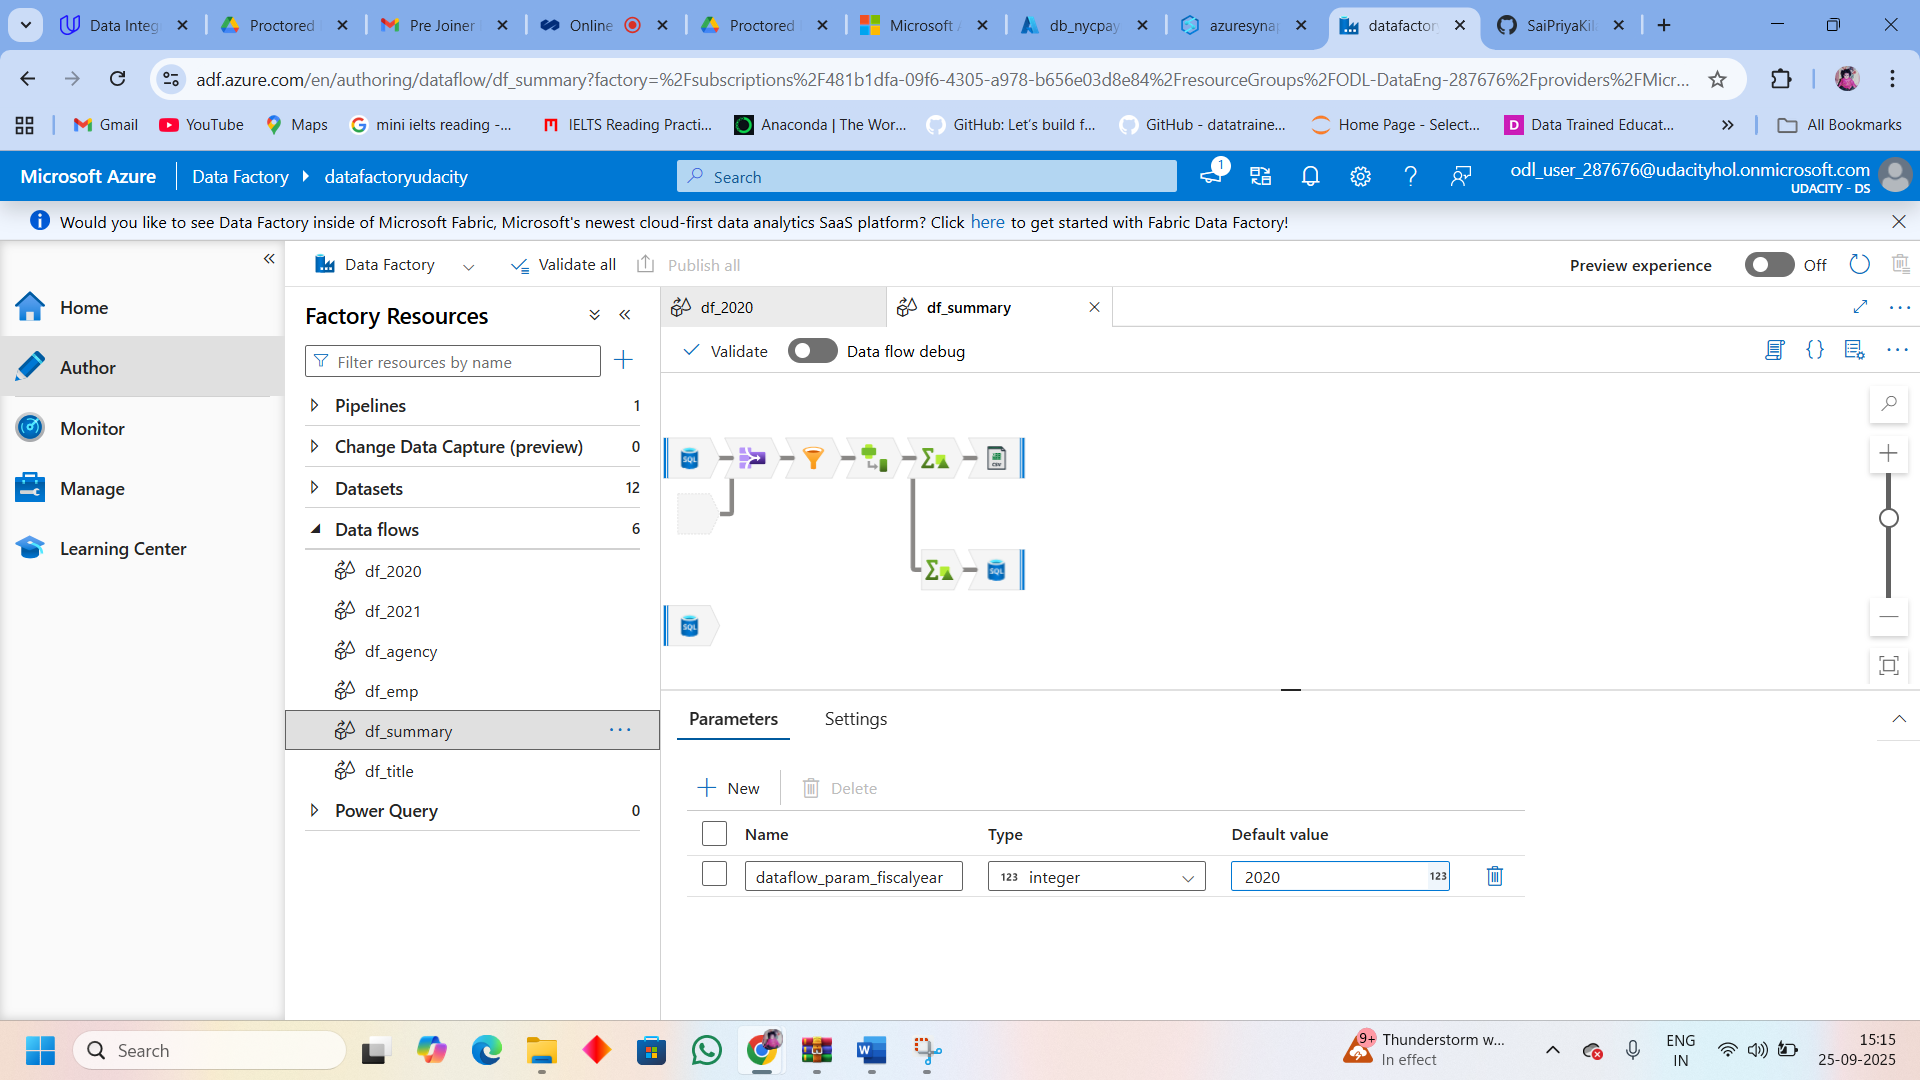 Data Integ
Proctored
Pre Joiner
Online
Proctored
Microsoft A
db_nycpay
azuresynap
datafactory
SaiPriyaKil
adf.azure.com/en/authoring/dataflow/df_summary?factory=%2Fsubscriptions%2F481b1dfa-09f6-4305-a978-b656e03d8e84%2FresourceGroups%2FODL-DataEng-287676%2Fproviders%2FMicr...
Gmail
YouTube
Maps
mini ielts reading -...
IELTS Reading Practi...
Anaconda | The Wor...
GitHub: Let's build f...
GitHub - datatraine...
Home Page - Select...
Data Trained Educat...
All Bookmarks
Microsoft Azure
Data Factory
datafactoryudacity
Search
1
odl_user_287676@udacityhol.onmicrosoft.com
UDACITY - DS
Would you like to see Data Factory inside of Microsoft Fabric, Microsoft's newest cloud-first data analytics SaaS platform? Click here to get started with Fabric Data Factory!
Home
Author
Monitor
Manage
Learning Center
Data Factory
Validate all
Publish all
Preview experience
Off
Factory Resources
Filter resources by name
Pipelines 1
Change Data Capture (preview) 0
Datasets 12
Data flows 6
df_2020
df_2021
df_agency
df_emp
df_summary
df_title
Power Query 0
df_2020
df_summary
Validate
Data flow debug
SQL
CSV
SQL
SQL
Parameters
Settings
New
Delete
Name Type Default value
dataflow_param_fiscalyear 123 integer 2020 123
Search
9+
Thunderstorm w...
In effect
ENG
IN
15:15
25-09-2025